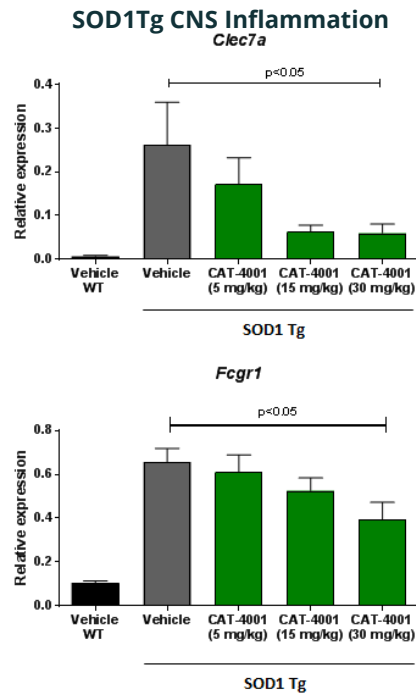 SOD1Tg CNS Inflammation
Clec7a
p<0.05
Relative expression
0.4
0.3
0.2
0.1
0.0
Vehicle WT
Vehicle
CAT-4001 (5 mg/kg)
CAT-4001 (15 mg/kg)
CAT-4001 (30 mg/kg)
SOD1 Tg
Fcgr1
p<0.05
Relative expression
0.8
0.6
0.4
0.2
0.0
Vehicle WT
Vehicle
CAT-4001 (5 mg/kg)
CAT-4001 (15 mg/kg)
CAT-4001 (30 mg/kg)
SOD1 Tg